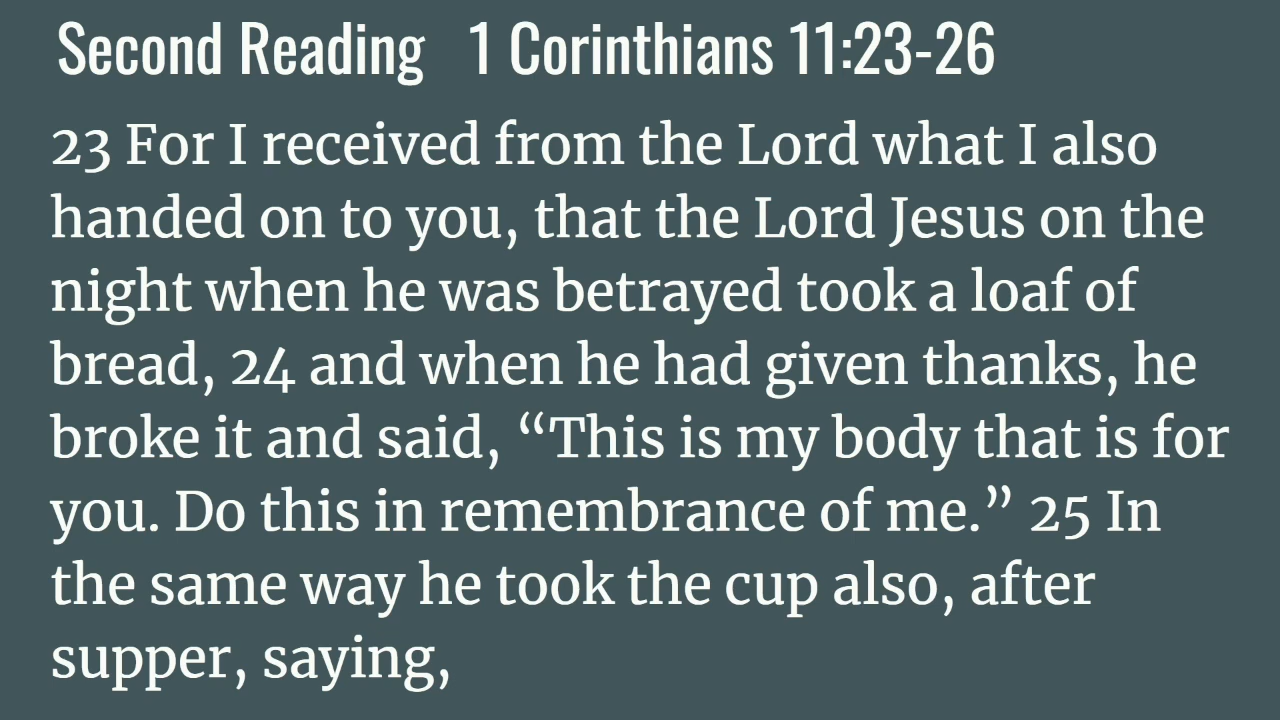 Second Reading 1 Corinthians 11:23-26
23 For I received from the Lord what I also
handed on to you, that the Lord Jesus on the
night when he was betrayed took a loaf of
bread, 24 and when he had given thanks, he
broke it and said, “This is my body that is for
you. Do this in remembrance of me.” 25 In
the same way he took the cup also, after
supper, saying,